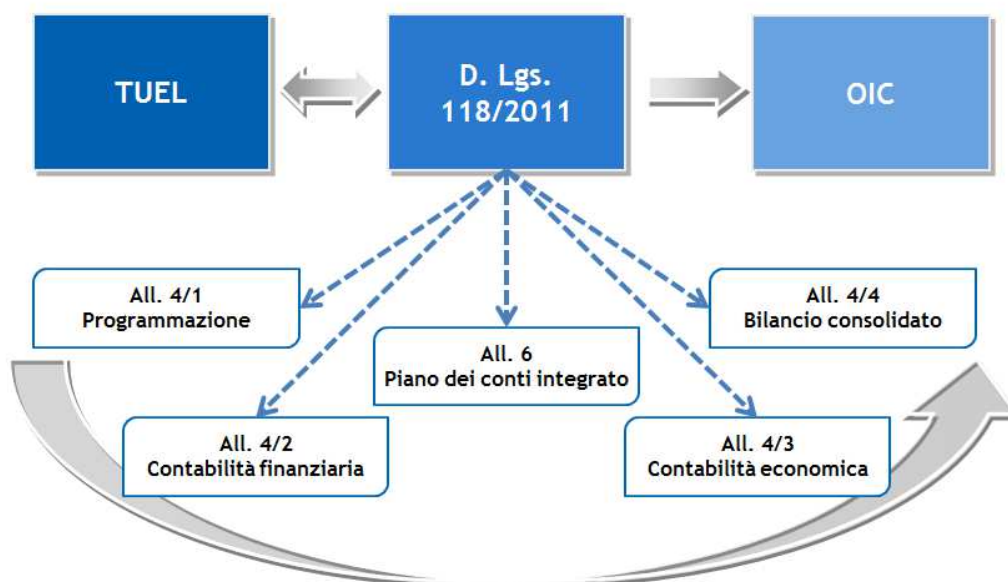 TUEL
D. Lgs.
118/2011
OIC
All. 4/1
Programmazione
All. 4/4
Bilancio consolidato
All. 6
Piano dei conti integrato
All. 4/2
Contabilità finanziaria
All. 4/3
Contabilità economica